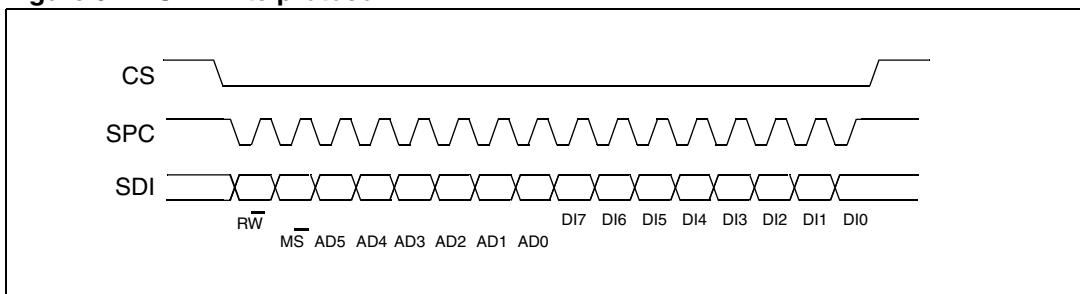 CS
SPC
SDI
RW̅ DI7 DI6 DI5 DI4 DI3 DI2 DI1 DI0
MS̅ AD5 AD4 AD3 AD2 AD1 AD0